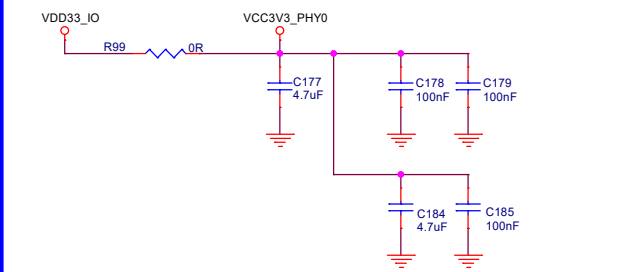 VDD33_IO
VCC3V3_PHY0
R99
0R
C177
4.7uF
C178
100nF
C179
100nF
C184
4.7uF
C185
100nF